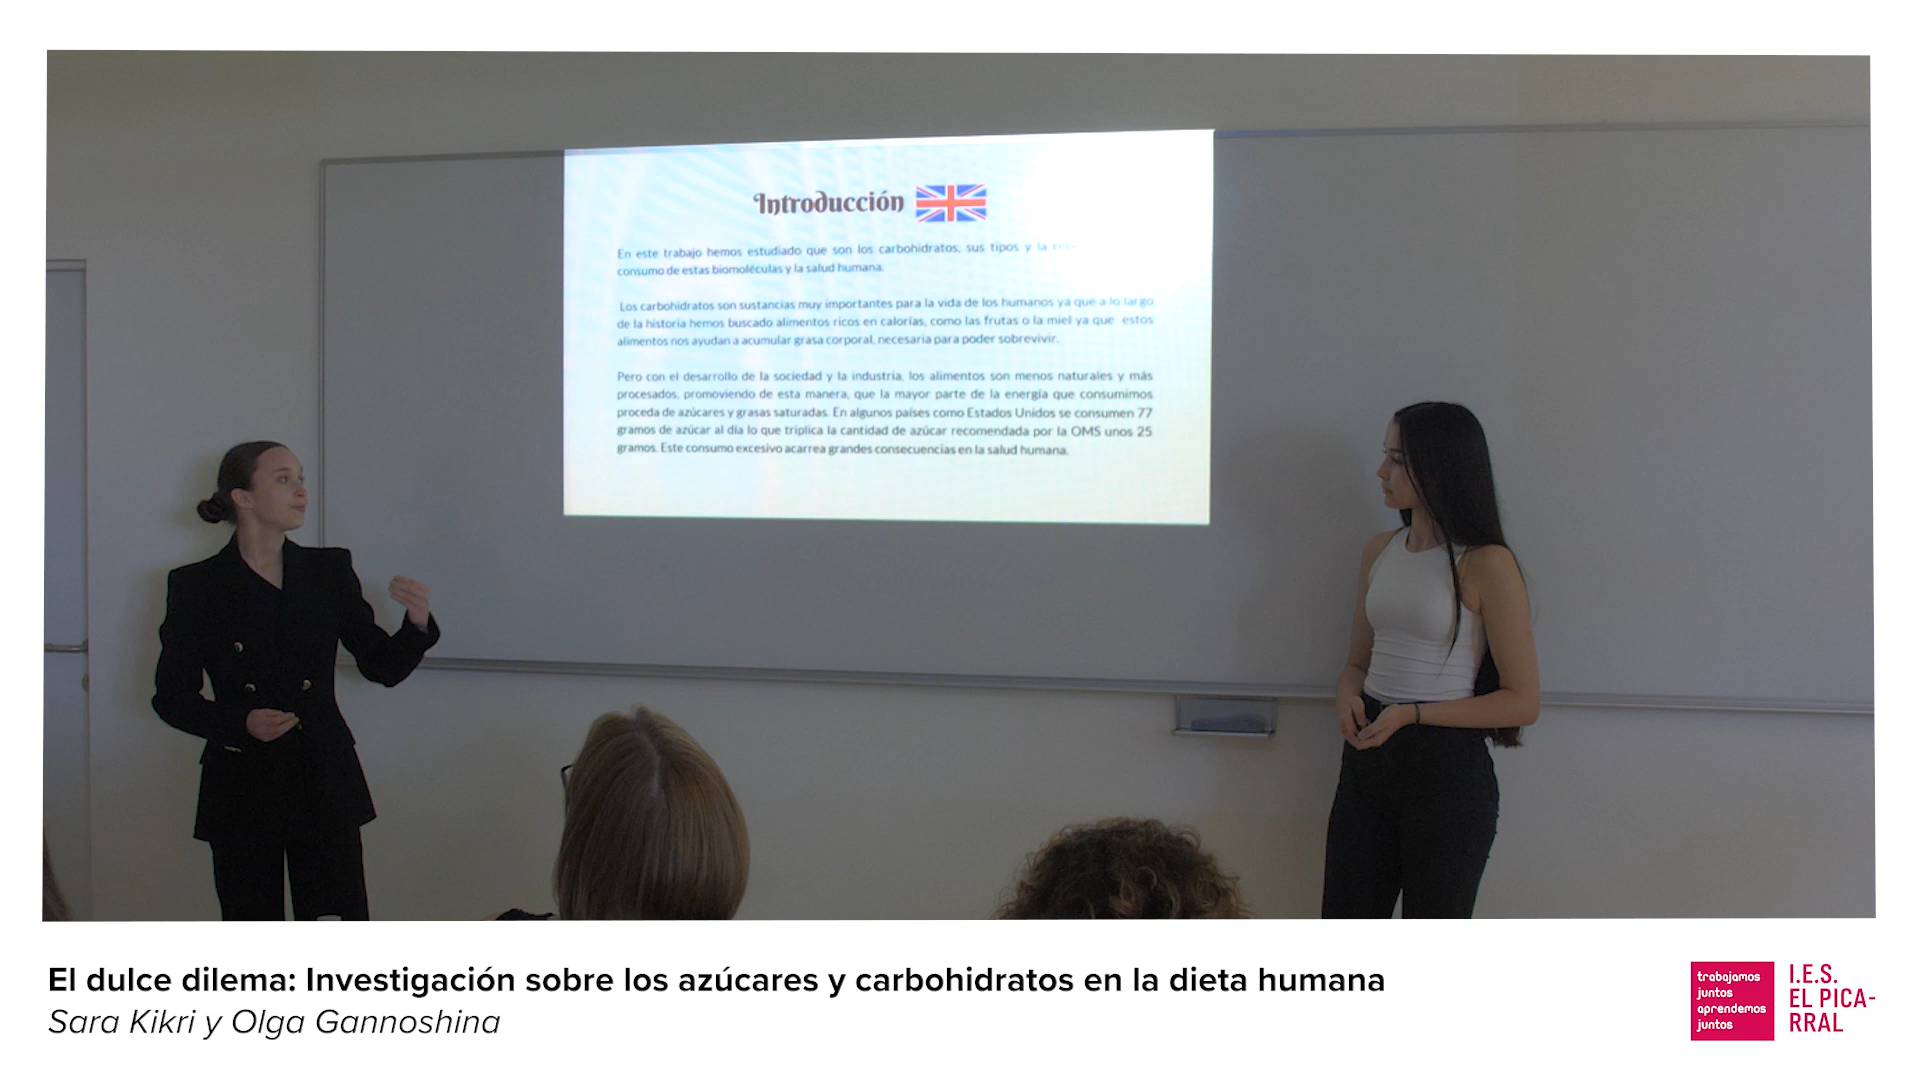 Introducción
En este trabajo hemos estudiado que son los carbohidratos, sus tipos y la
consumo de estas biomoléculas y la salud humana.
Los carbohidratos son sustancias muy importantes para la vida de los humanos ya que a lo largo
de la historia hemos buscado alimentos ricos en calorías, como las frutas o la miel ya que estos
alimentos nos ayudan a acumular grasa corporal, necesaria para poder sobrevivir.
Pero con el desarrollo de la sociedad y la industria, los alimentos son menos naturales y más
procesados, promoviendo de esta manera, que la mayor parte de la energía que consumimos
proceda de azúcares y grasas saturadas. En algunos países como Estados Unidos se consumen 77
gramos de azúcar al día lo que triplica la cantidad de azúcar recomendada por la OMS unos 25
gramos. Este consumo excesivo acarrea grandes consecuencias en la salud humana.
El dulce dilema: Investigación sobre los azúcares y carbohidratos en la dieta humana
Sara Kikri y Olga Gannoshina
trabajamos
juntos
aprendemos
juntos
I.E.S.
EL PICA-
RRAL